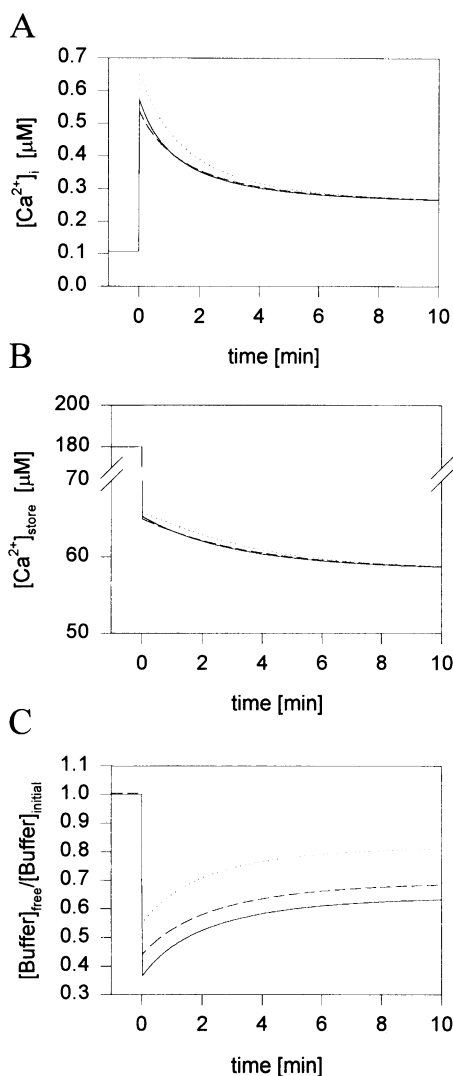 A
[Ca²⁺]ᵢ [µM]
0.7
0.6
0.5
0.4
0.3
0.2
0.1
0.0
0 2 4 6 8 10
time [min]
B
[Ca²⁺]store [µM]
200
180
70
60
50
0 2 4 6 8 10
time [min]
C
[Buffer]free/[Buffer]initial
1.1
1.0
0.9
0.8
0.7
0.6
0.5
0.4
0.3
0 2 4 6 8 10
time [min]